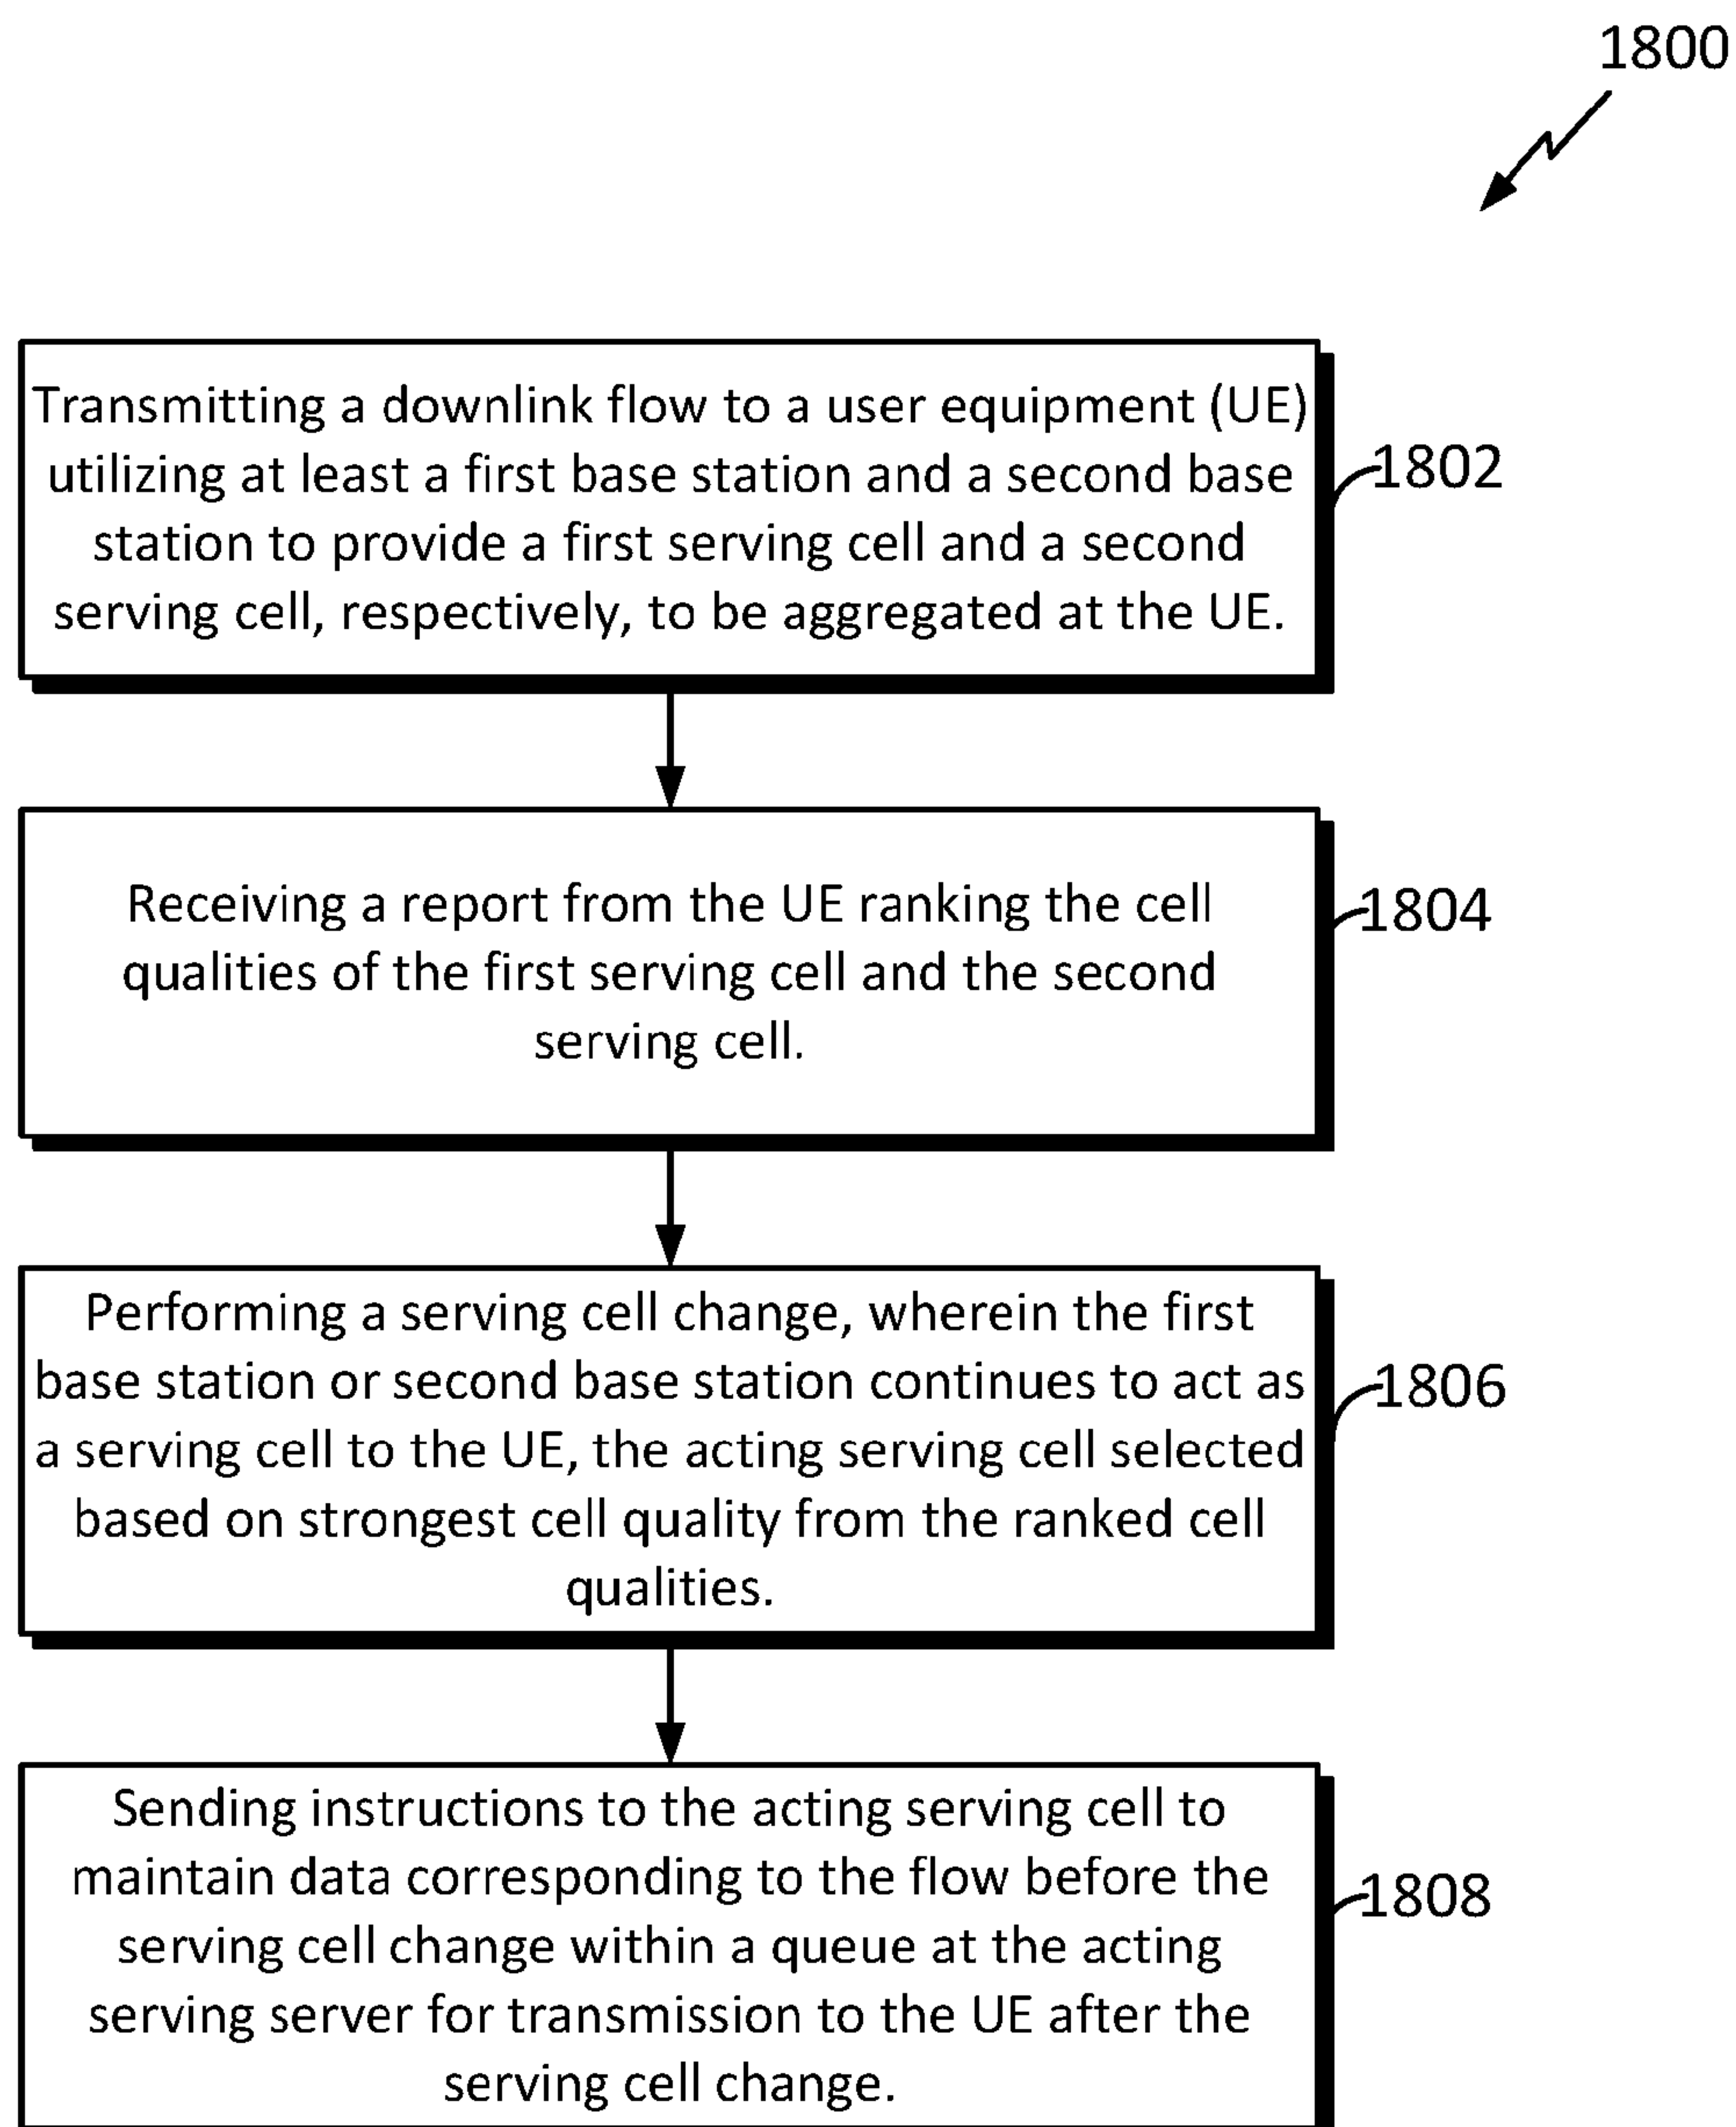 1800
Transmitting a downlink flow to a user equipment (UE)
utilizing at least a first base station and a second base
station to provide a first serving cell and a second
serving cell, respectively, to be aggregated at the UE.
1802
Receiving a report from the UE ranking the cell
qualities of the first serving cell and the second
serving cell.
1804
Performing a serving cell change, wherein the first
base station or second base station continues to act as
a serving cell to the UE, the acting serving cell selected
based on strongest cell quality from the ranked cell
qualities.
1806
Sending instructions to the acting serving cell to
maintain data corresponding to the flow before the
serving cell change within a queue at the acting
serving server for transmission to the UE after the
serving cell change.
1808